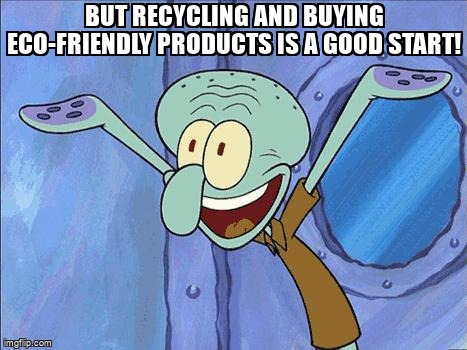 BUT RECYCLING AND BUYING
ECO-FRIENDLY PRODUCTS IS A GOOD START!
imgflip.com